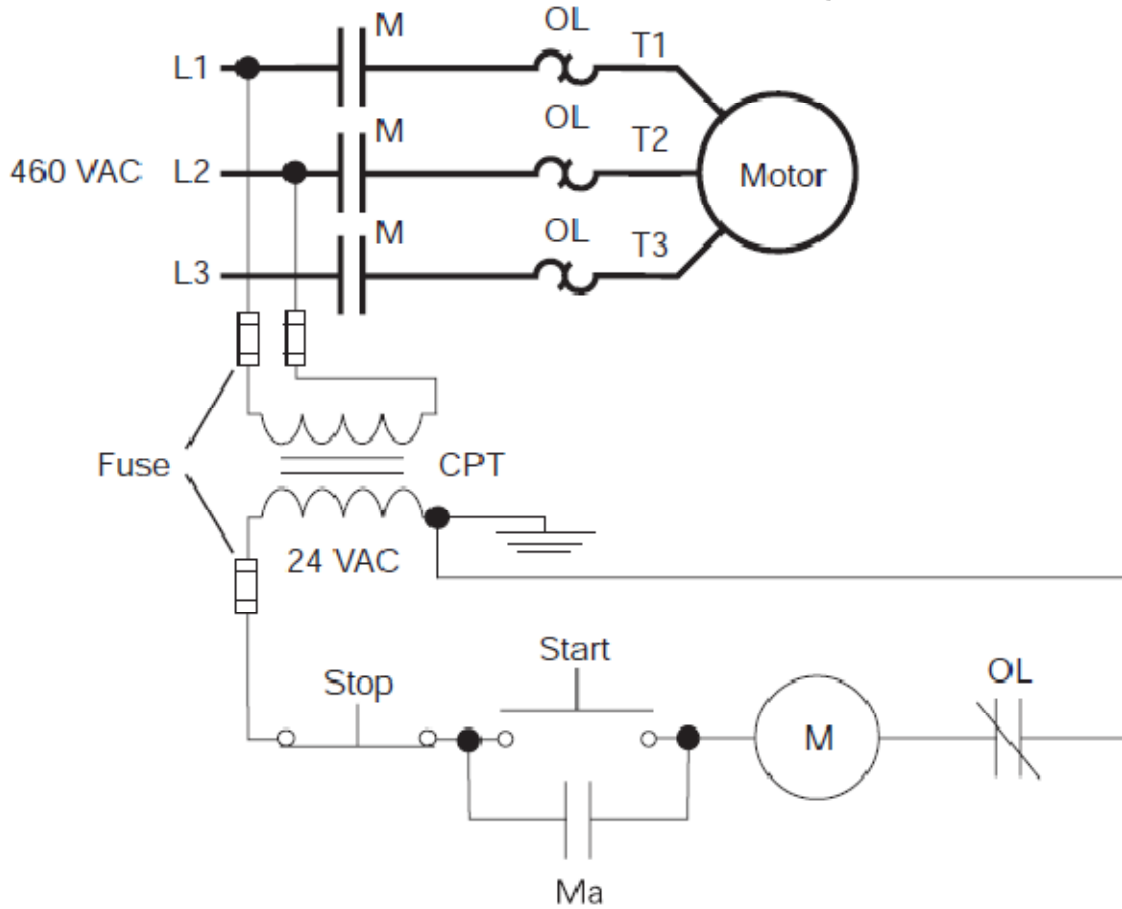 M OL T1
L1
M OL T2
460 VAC L2 Motor
M OL T3
L3
Fuse CPT
24 VAC
Start
Stop OL
M
Ma